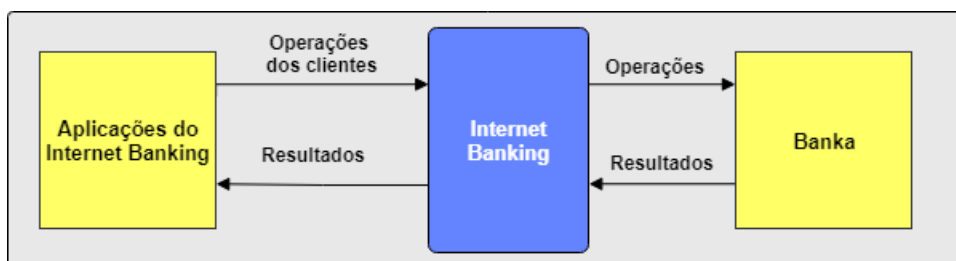 Operações
dos clientes
Operações
Aplicações do
Internet Banking
Internet
Banking
Banka
Resultados
Resultados